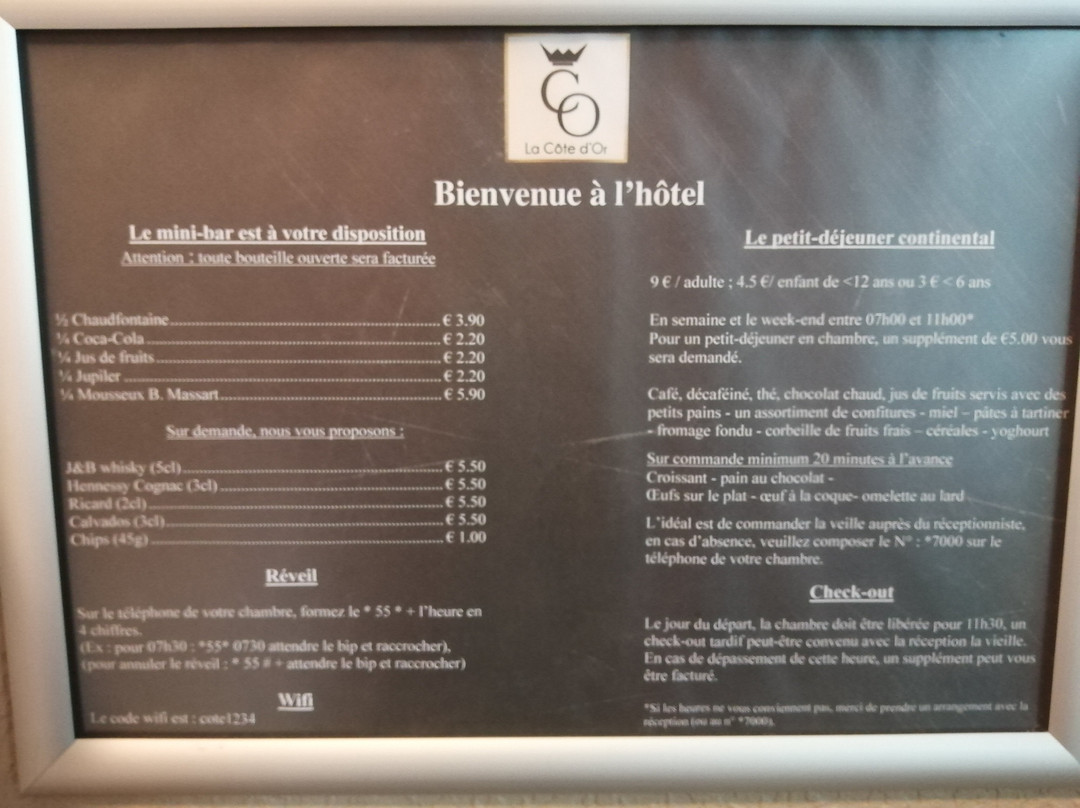 CO
La Côte d'Or
Bienvenue à l'hôtel
Le mini-bar est à votre disposition
Attention : toute bouteille ouverte sera facturée
½ Chaudfontaine ... € 3.90
¼ Coca-Cola ... € 2.20
¼ Jus de fruits ... € 2.20
¼ Jupiler ... € 2.20
¼ Mousseux B. Massart ... € 5.90
Sur demande, nous vous proposons :
J&B whisky (5cl) ... € 5.50
Hennessy Cognac (3cl) ... € 5.50
Ricard (2cl) ... € 5.50
Calvados (3cl) ... € 5.50
Chips (45g) ... € 1.00
Réveil
Sur le téléphone de votre chambre, formez le * 55 * + l'heure en
4 chiffres.
(Ex : pour 07h30 : *55* 0730 attendre le bip et raccrocher),
(pour annuler le réveil : * 55 # + attendre le bip et raccrocher)
Wifi
Le code wifi est : cote1234
Le petit-déjeuner continental
9 € / adulte ; 4.5 €/ enfant de <12 ans ou 3 € < 6 ans
En semaine et le week-end entre 07h00 et 11h00*
Pour un petit-déjeuner en chambre, un supplément de €5.00 vous
sera demandé.
Café, décaféiné, thé, chocolat chaud, jus de fruits servis avec des
petits pains - un assortiment de confitures - miel – pâtes à tartiner
- fromage fondu - corbeille de fruits frais – céréales - yoghourt
Sur commande minimum 20 minutes à l'avance
Croissant - pain au chocolat -
Œufs sur le plat - œuf à la coque- omelette au lard
L'idéal est de commander la veille auprès du réceptionniste,
en cas d'absence, veuillez composer le N° : *7000 sur le
téléphone de votre chambre.
Check-out
Le jour du départ, la chambre doit être libérée pour 11h30, un
check-out tardif peut-être convenu avec la réception la vieille.
En cas de dépassement de cette heure, un supplément peut vous
être facturé.
*Si les heures ne vous conviennent pas, merci de prendre un arrangement avec la
réception (ou au n° *7000).